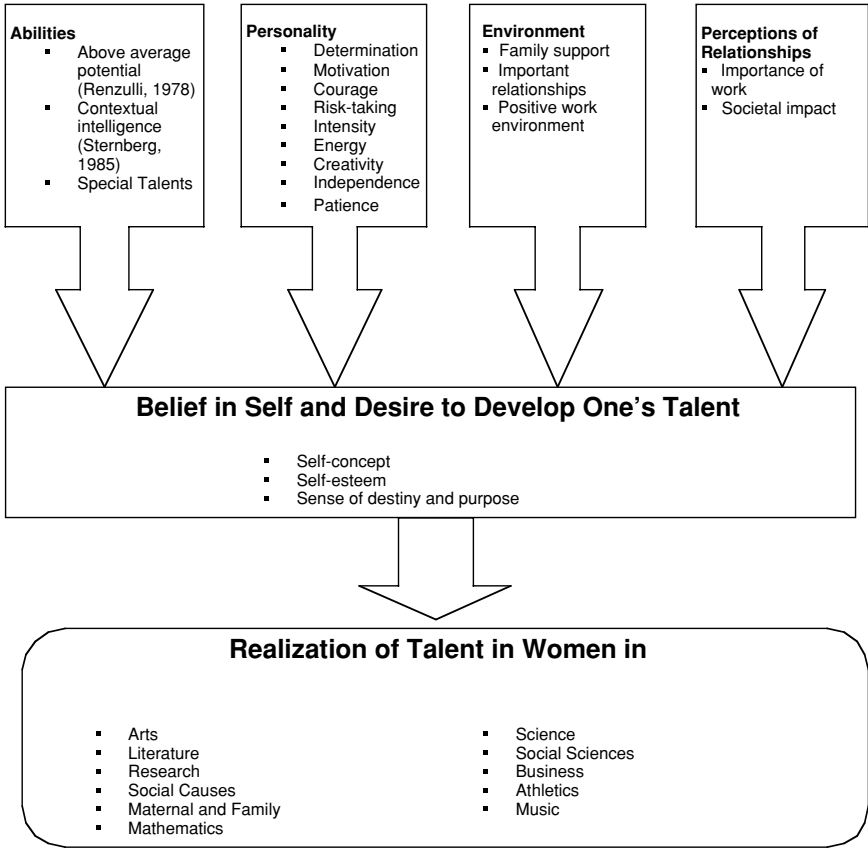 Abilities
▪ Above average
potential
(Renzulli, 1978)
▪ Contextual
intelligence
(Sternberg,
1985)
▪ Special Talents
Personality
▪ Determination
▪ Motivation
▪ Courage
▪ Risk-taking
▪ Intensity
▪ Energy
▪ Creativity
▪ Independence
▪ Patience
Environment
▪ Family support
▪ Important
relationships
▪ Positive work
environment
Perceptions of
Relationships
▪ Importance of
work
▪ Societal impact
Belief in Self and Desire to Develop One’s Talent
▪ Self-concept
▪ Self-esteem
▪ Sense of destiny and purpose
Realization of Talent in Women in
▪ Arts
▪ Literature
▪ Research
▪ Social Causes
▪ Maternal and Family
▪ Mathematics
▪ Science
▪ Social Sciences
▪ Business
▪ Athletics
▪ Music